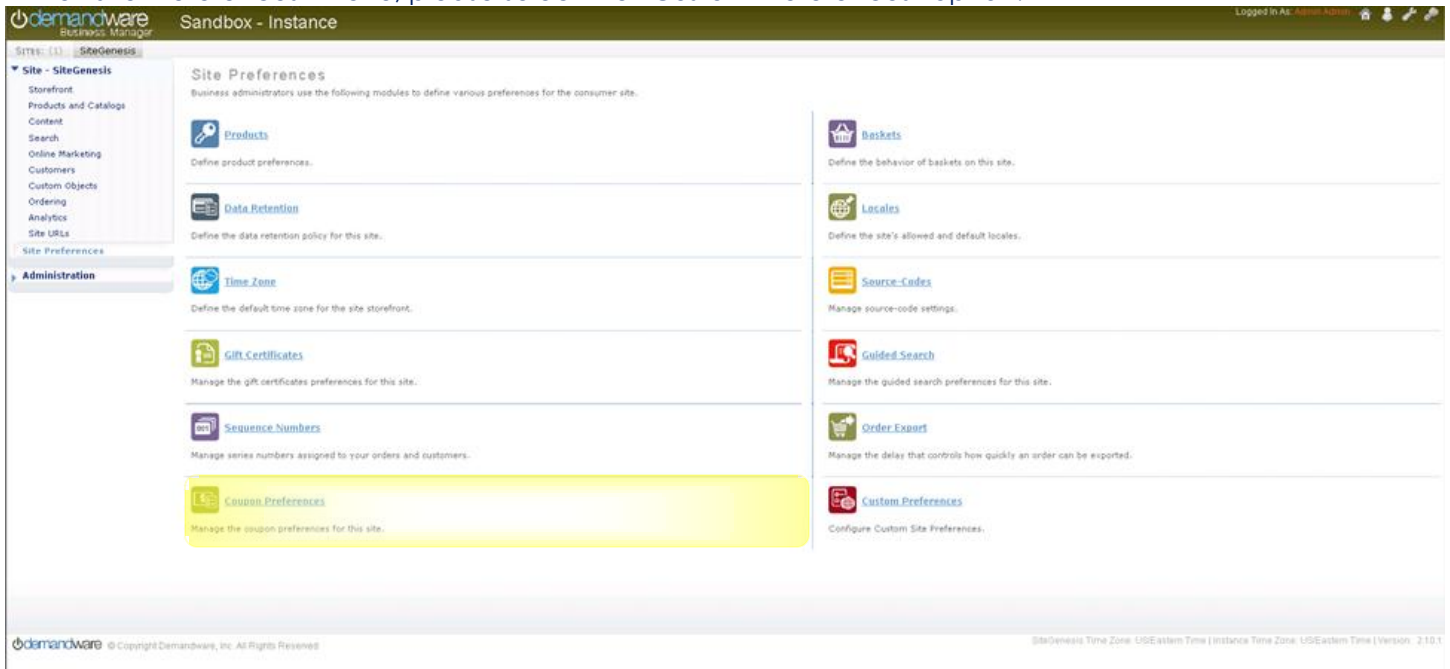 demandware
Business Manager
Sandbox - Instance
Logged In As: Admin Admin
SITES: (1) SiteGenesis
Site - SiteGenesis
Storefront
Products and Catalogs
Content
Search
Online Marketing
Customers
Custom Objects
Ordering
Analytics
Site URLs
Site Preferences
Administration
Site Preferences
Business administrators use the following modules to define various preferences for the consumer site.
Products
Define product preferences.
Baskets
Define the behavior of baskets on this site.
Data Retention
Define the data retention policy for this site.
Locales
Define the site's allowed and default locales.
Time Zone
Define the default time zone for the site storefront.
Source-Codes
Manage source-code settings.
Gift Certificates
Manage the gift certificates preferences for this site.
Guided Search
Manage the guided search preferences for this site.
Sequence Numbers
Manage series numbers assigned to your orders and customers.
Order Export
Manage the delay that controls how quickly an order can be exported.
Coupon Preferences
Manage the coupon preferences for this site.
Custom Preferences
Configure Custom Site Preferences.
demandware © Copyright Demandware, Inc. All Rights Reserved
SiteGenesis Time Zone: US/Eastern Time | Instance Time Zone: US/Eastern Time | Version: 2.10.1